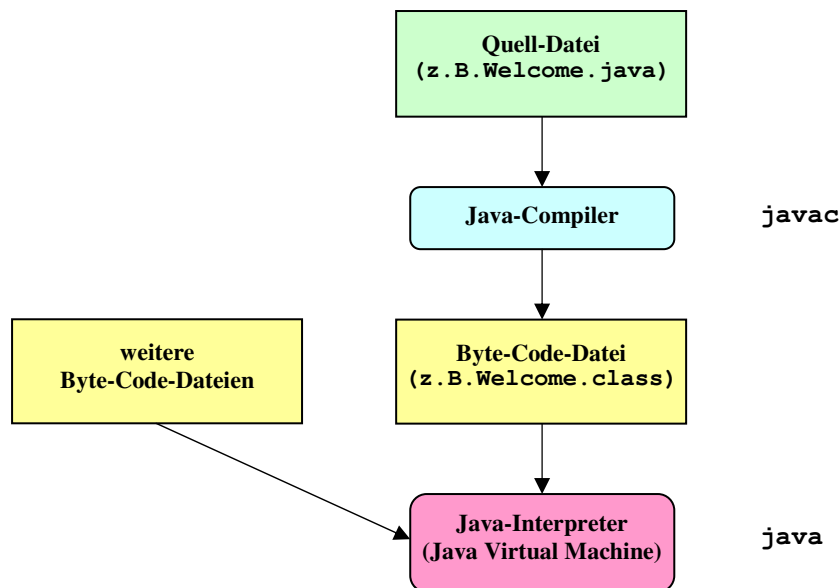 Quell-Datei
(z.B.Welcome.java)
Java-Compiler
javac
weitere
Byte-Code-Dateien
Byte-Code-Datei
(z.B.Welcome.class)
Java-Interpreter
(Java Virtual Machine)
java